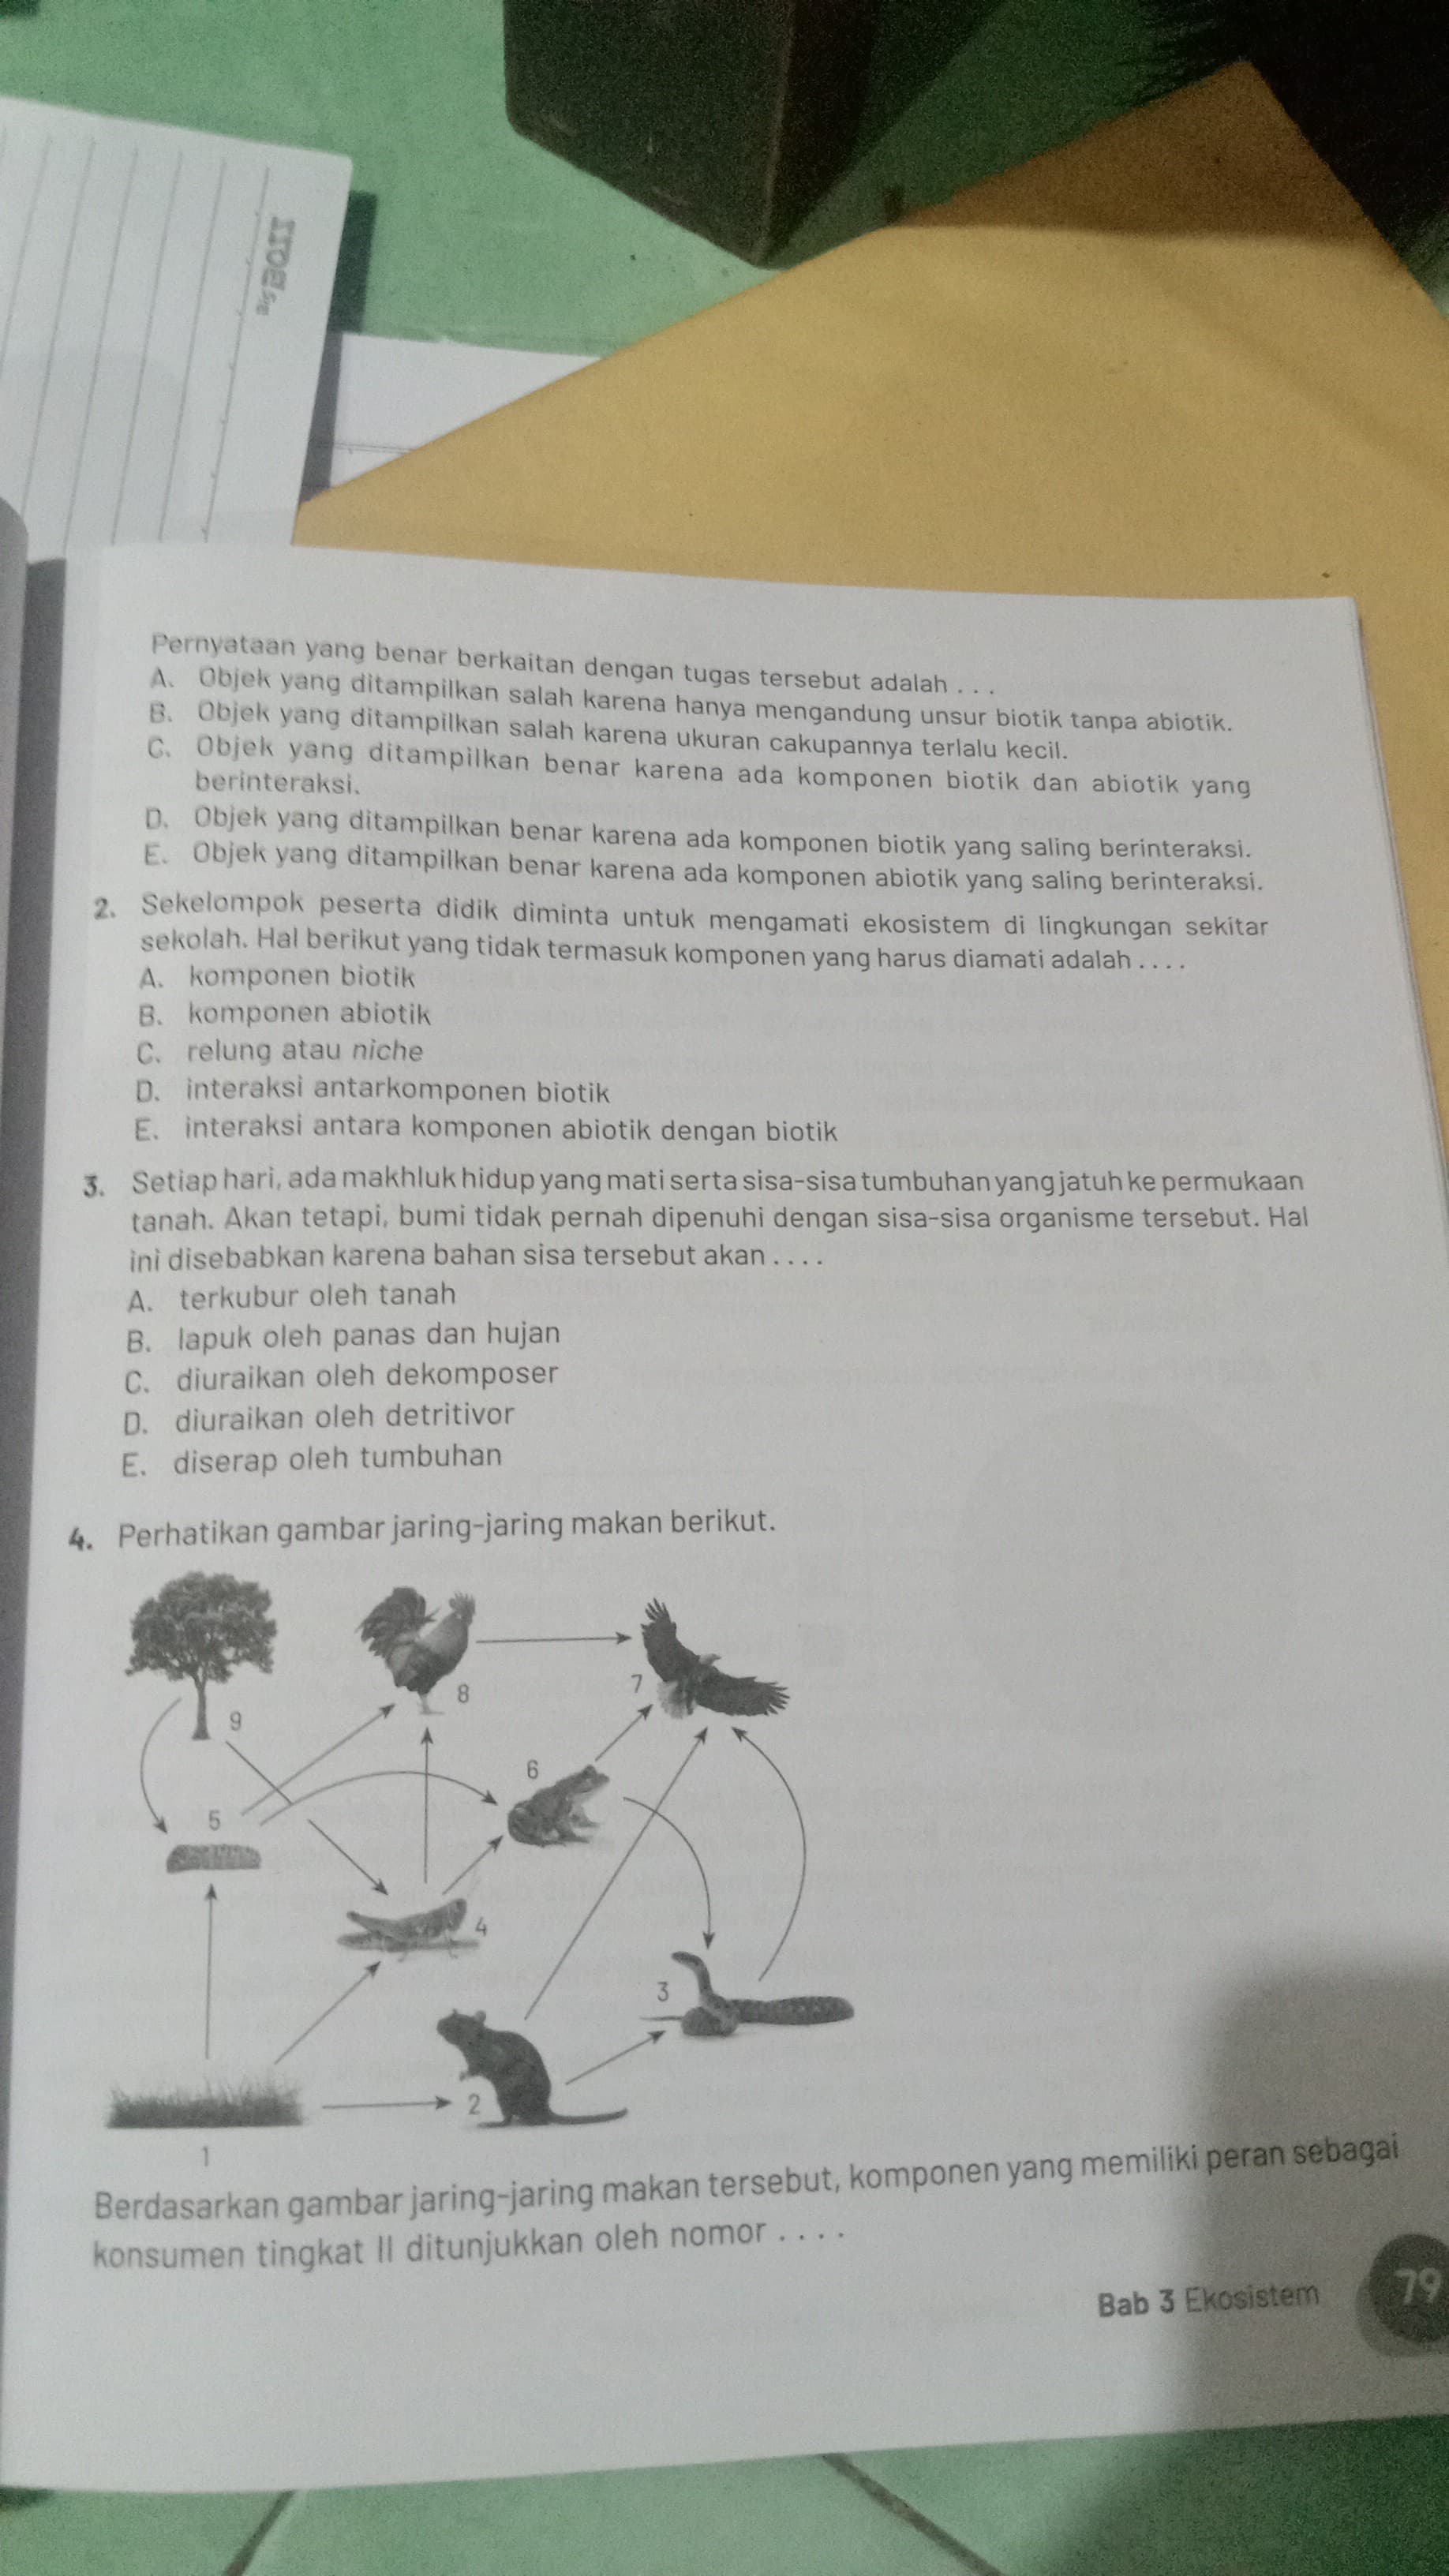 Pernyataan yang benar berkaitan dengan tugas tersebut adalah . . .
A. Objek yang ditampilkan salah karena hanya mengandung unsur biotik tanpa abiotik.
B. Objek yang ditampilkan salah karena ukuran cakupannya terlalu kecil.
C. Objek yang ditampilkan benar karena ada komponen biotik dan abiotik yang
berinteraksi.
D. Objek yang ditampilkan benar karena ada komponen biotik yang saling berinteraksi.
E. Objek yang ditampilkan benar karena ada komponen abiotik yang saling berinteraksi.
2. Sekelompok peserta didik diminta untuk mengamati ekosistem di lingkungan sekitar
sekolah. Hal berikut yang tidak termasuk komponen yang harus diamati adalah . . . .
A. komponen biotik
B. komponen abiotik
C. relung atau niche
D. interaksi antarkomponen biotik
E. interaksi antara komponen abiotik dengan biotik
3. Setiap hari, ada makhluk hidup yang mati serta sisa-sisa tumbuhan yang jatuh ke permukaan
tanah. Akan tetapi, bumi tidak pernah dipenuhi dengan sisa-sisa organisme tersebut. Hal
ini disebabkan karena bahan sisa tersebut akan . . . .
A. terkubur oleh tanah
B. lapuk oleh panas dan hujan
C. diuraikan oleh dekomposer
D. diuraikan oleh detritivor
E. diserap oleh tumbuhan
4. Perhatikan gambar jaring-jaring makan berikut.
8
7
9
6
5
4
3
2
1
Berdasarkan gambar jaring-jaring makan tersebut, komponen yang memiliki peran sebagai
konsumen tingkat II ditunjukkan oleh nomor . . . .
Bab 3 Ekosistem
79